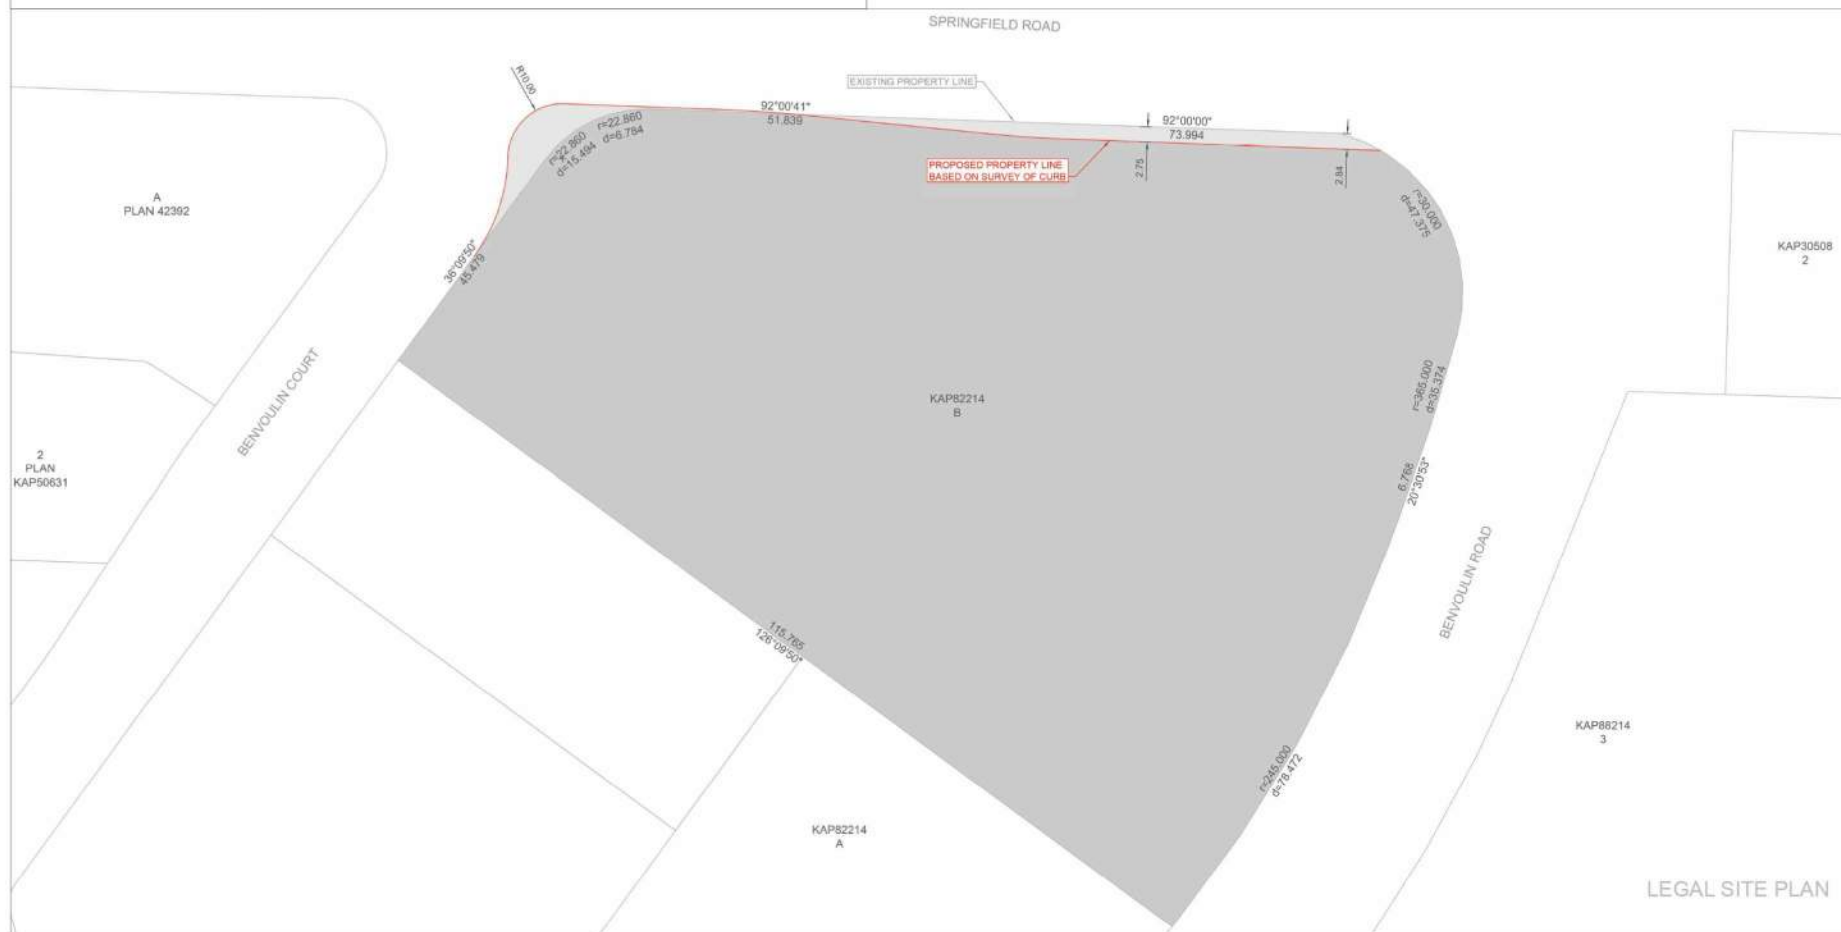 SPRINGFIELD ROAD
R10.00
EXISTING PROPERTY LINE
92°00'41"
51.839
92°00'00"
73.994
r=22.860
d=6.784
r=22.860
d=15.494
PROPOSED PROPERTY LINE
BASED ON SURVEY OF CURB
2.75
2.84
r=30.000
d=47.375
A
PLAN 42392
KAP30508
2
36°09'50"
45.479
BENVOULIN COURT
KAP82214
B
r=365.000
d=35.374
2
PLAN
KAP50631
6.768
20°30'53"
BENVOULIN ROAD
115.765
126°09'50"
KAP88214
3
r=245.000
d=78.472
KAP82214
A
LEGAL SITE PLAN